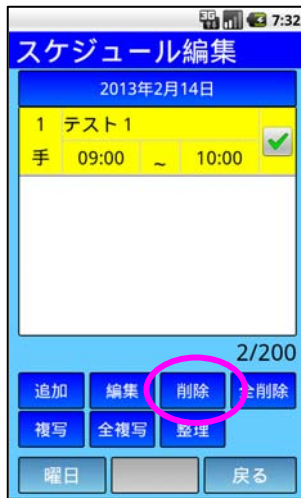 3G 7:32
スケジュール編集
2013年2月14日
1 テスト1
手 09:00 ~ 10:00
2/200
追加 編集 削除 全削除
複写 全複写 整理
曜日 戻る